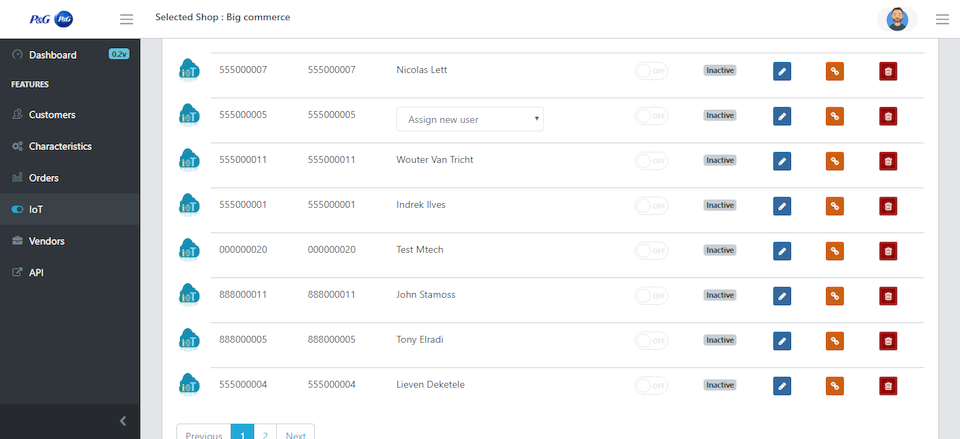 P&G P&G
Selected Shop : Big commerce
Dashboard 0.2v
FEATURES
Customers
Characteristics
Orders
IoT
Vendors
API
IoT 555000007 555000007 Nicolas Lett OFF Inactive
IoT 555000005 555000005 Assign new user OFF Inactive
IoT 555000011 555000011 Wouter Van Tricht OFF Inactive
IoT 555000001 555000001 Indrek Ilves OFF Inactive
IoT 000000020 000000020 Test Mtech OFF Inactive
IoT 888000011 888000011 John Stamoss OFF Inactive
IoT 888000005 888000005 Tony Elradi OFF Inactive
IoT 555000004 555000004 Lieven Deketele OFF Inactive
Previous 1 2 Next